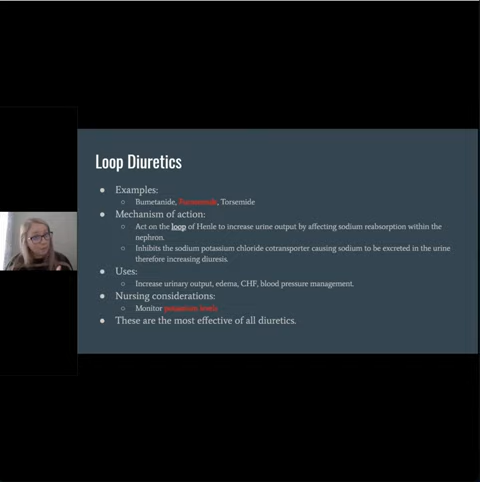 Loop Diuretics
Examples:
Bumetanide, Furosemide, Torsemide
Mechanism of action:
Act on the loop of Henle to increase urine output by affecting sodium reabsorption within the
nephron.
Inhibits the sodium potassium chloride cotransporter causing sodium to be excreted in the urine
therefore increasing diuresis.
Uses:
Increase urinary output, edema, CHF, blood pressure management.
Nursing considerations:
Monitor potassium levels
These are the most effective of all diuretics.